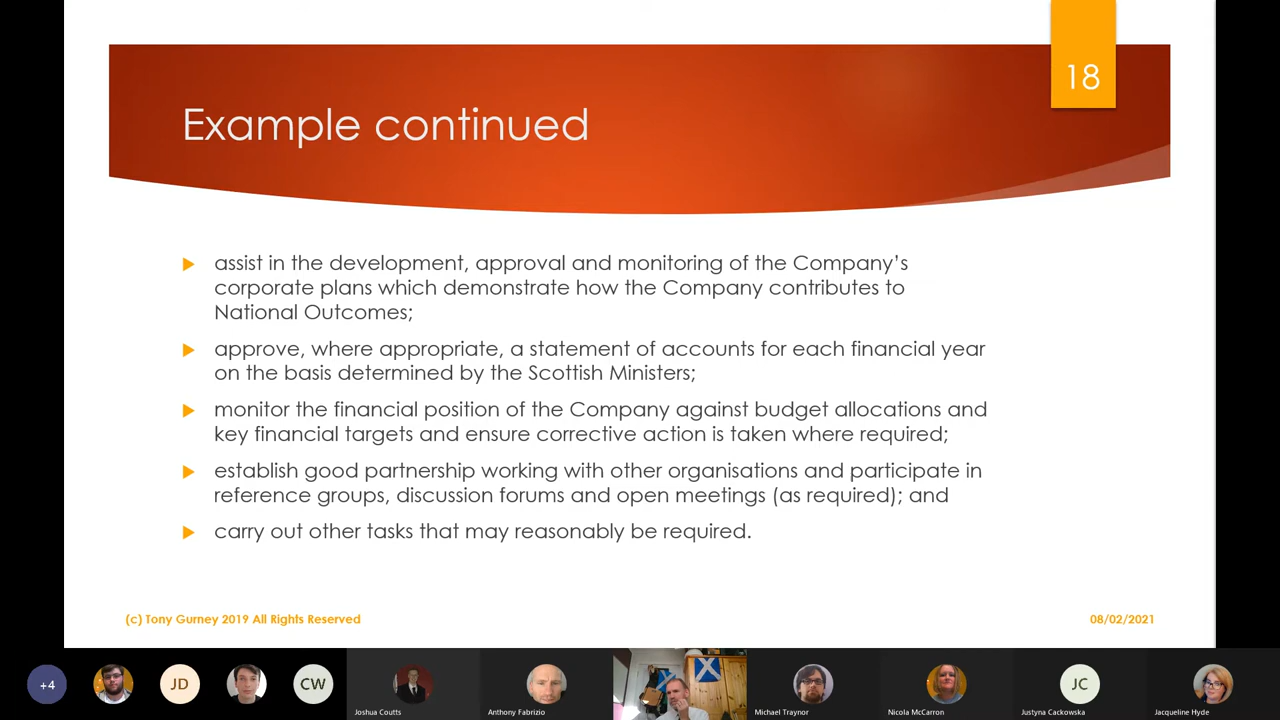 18
Example continued
assist in the development, approval and monitoring of the Company’s
corporate plans which demonstrate how the Company contributes to
National Outcomes;
approve, where appropriate, a statement of accounts for each financial year
on the basis determined by the Scottish Ministers;
monitor the financial position of the Company against budget allocations and
key financial targets and ensure corrective action is taken where required;
establish good partnership working with other organisations and participate in
reference groups, discussion forums and open meetings (as required); and
carry out other tasks that may reasonably be required.
(c) Tony Gurney 2019 All Rights Reserved
08/02/2021
+4
JD
CW
Joshua Coutts
Anthony Fabrizio
Michael Traynor
Nicola McCarron
JC
Justyna Cackowska
Jacqueline Hyde